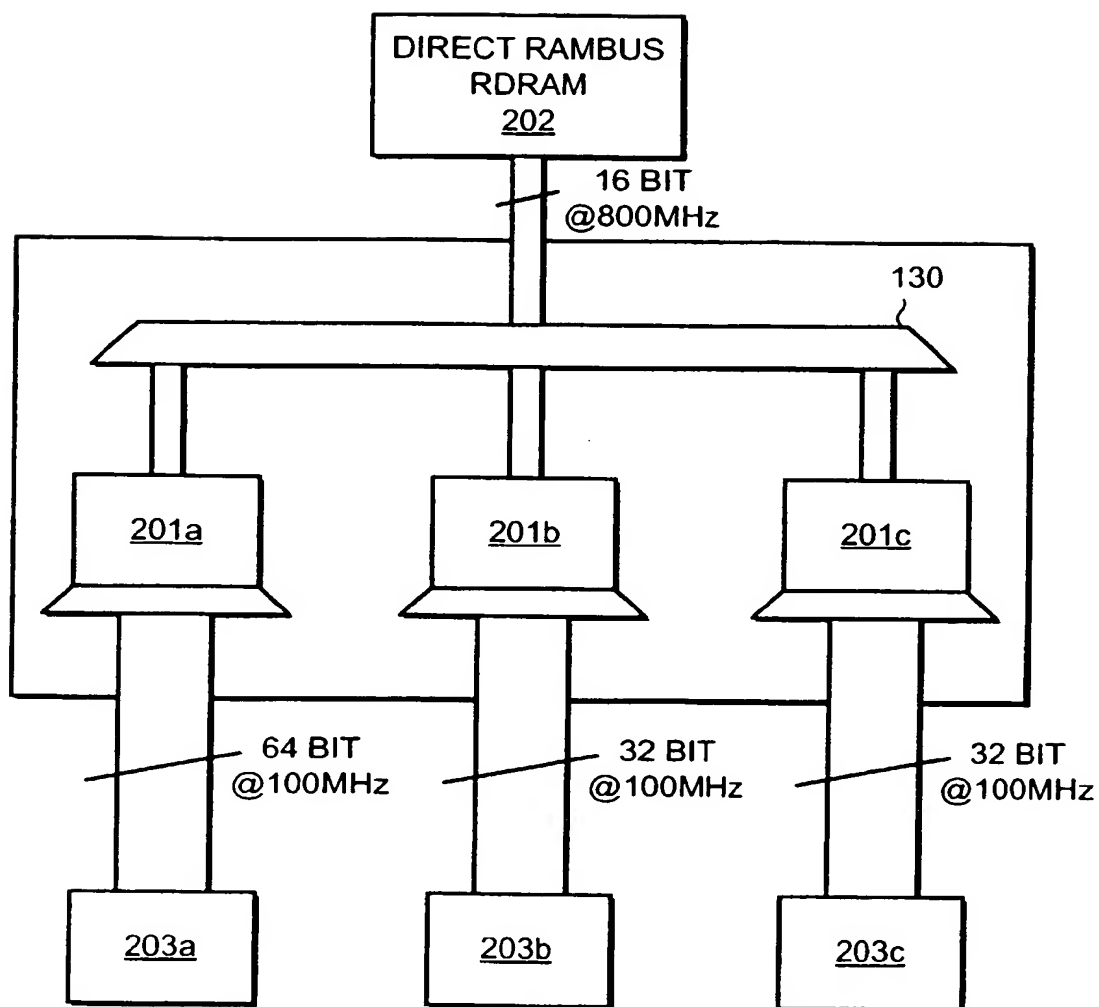 DIRECT RAMBUS
RDRAM
202
16 BIT
@800MHz
130
201a
201b
201c
64 BIT
@100MHz
32 BIT
@100MHz
32 BIT
@100MHz
203a
203b
203c